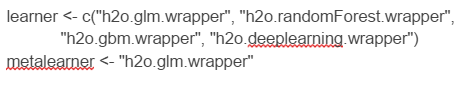 learner <- c("h2o.glm.wrapper", "h2o.randomForest.wrapper",
"h2o.gbm.wrapper", "h2o.deeplearning.wrapper")
metalearner <- "h2o.glm.wrapper"